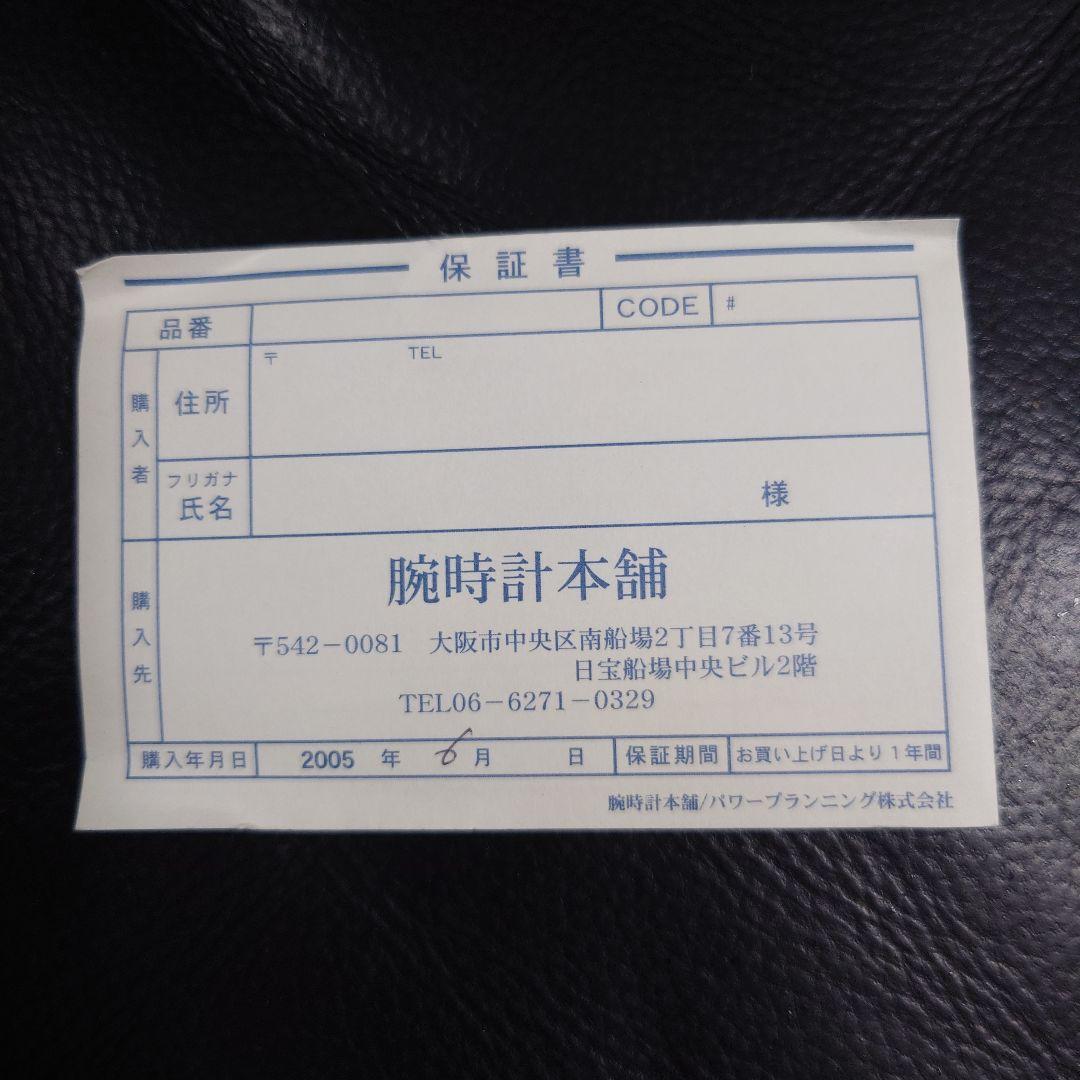 保証書
品番 CODE #
購入者 住所 〒 TEL
フリガナ
氏名 様
購入先
腕時計本舗
〒542-0081 大阪市中央区南船場2丁目7番13号
日宝船場中央ビル2階
TEL06-6271-0329
購入年月日 2005 年 6 月 日 保証期間 お買い上げ日より1年間
腕時計本舗/パワープランニング株式会社